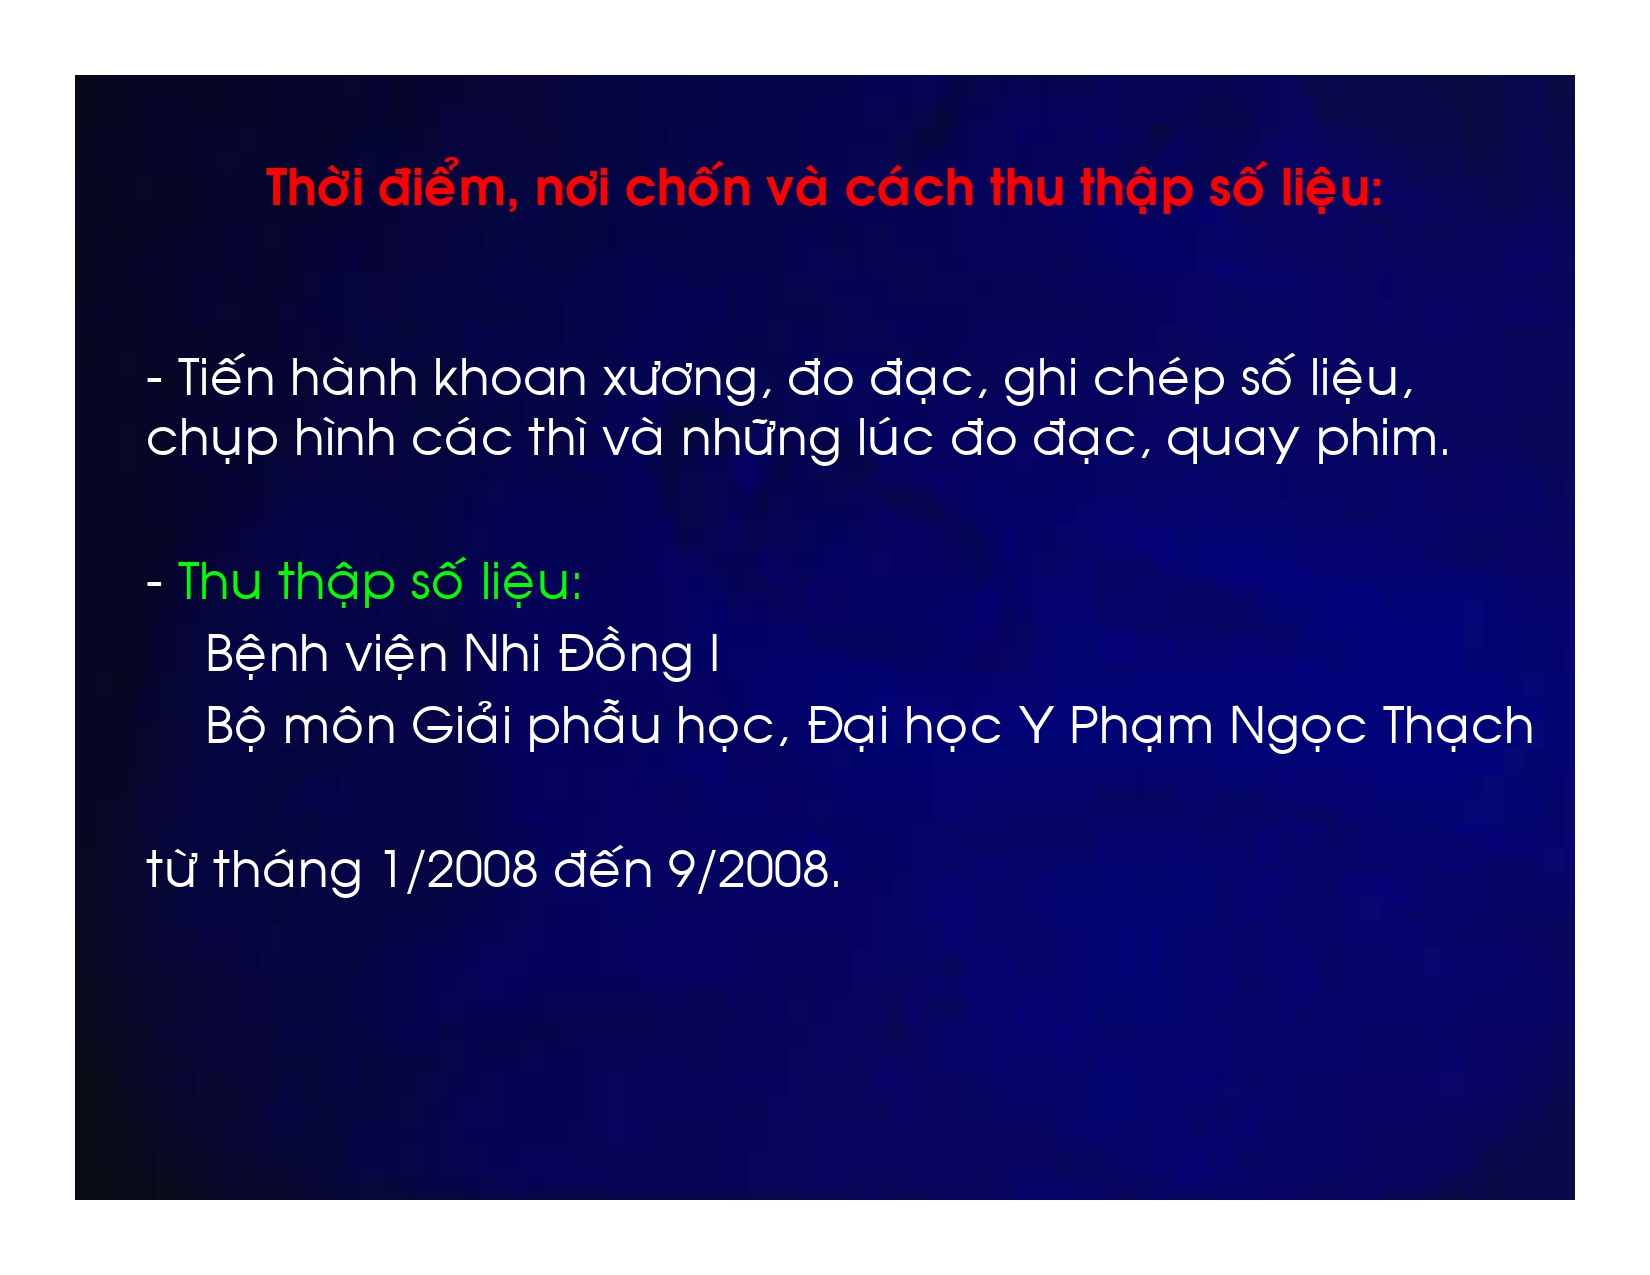 Thời điểm, nơi chốn và cách thu thập số liệu:
- Tiến hành khoan xương, đo đạc, ghi chép số liệu,
chụp hình các thì và những lúc đo đạc, quay phim.
- Thu thập số liệu:
Bệnh viện Nhi Đồng I
Bộ môn Giải phẫu học, Đại học Y Phạm Ngọc Thạch
từ tháng 1/2008 đến 9/2008.